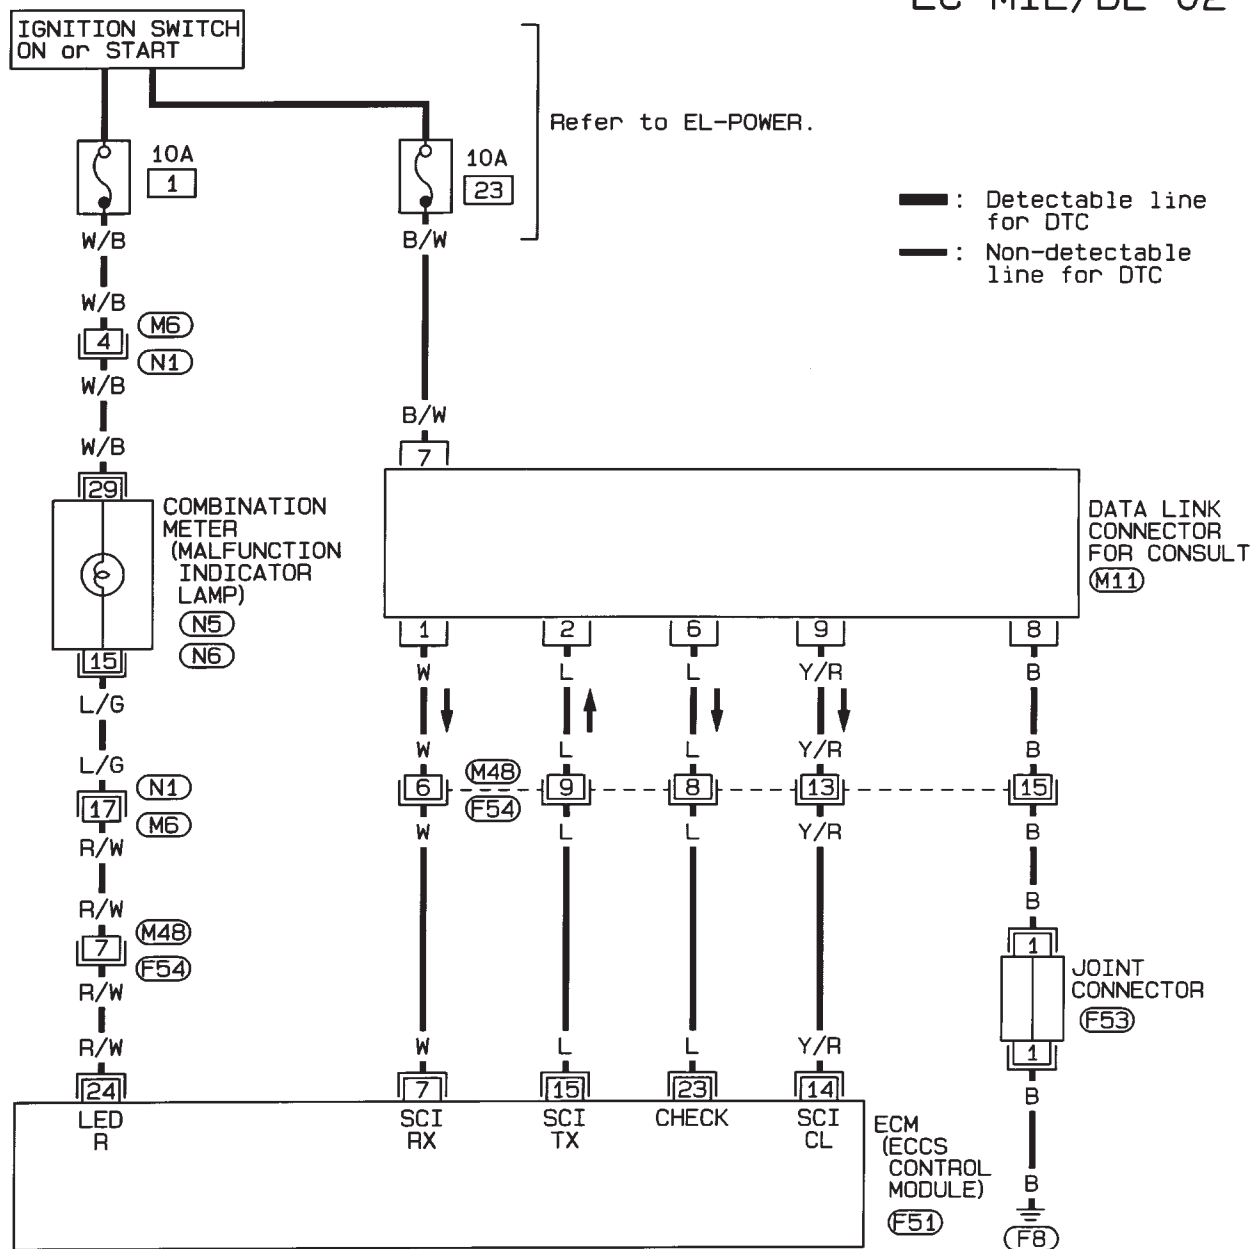 IGNITION SWITCH
ON or START
Refer to EL-POWER.
10A
1
10A
23
: Detectable line
for DTC
: Non-detectable
line for DTC
W/B
B/W
W/B
4
M6
N1
W/B
B/W
W/B
7
29
COMBINATION
METER
(MALFUNCTION
INDICATOR
LAMP)
N5
N6
DATA LINK
CONNECTOR
FOR CONSULT
M11
15
1
2
6
9
8
L/G
W
L
L
Y/R
B
L/G
W
L
L
Y/R
B
17
N1
M6
6
M48
F54
9
8
13
15
R/W
W
L
L
Y/R
B
R/W
B
7
M48
F54
1
JOINT
CONNECTOR
F53
R/W
1
R/W
W
L
L
Y/R
24
7
15
23
14
B
LED
R
SCI
RX
SCI
TX
CHECK
SCI
CL
ECM
(ECCS
CONTROL
MODULE)
F51
B
F8